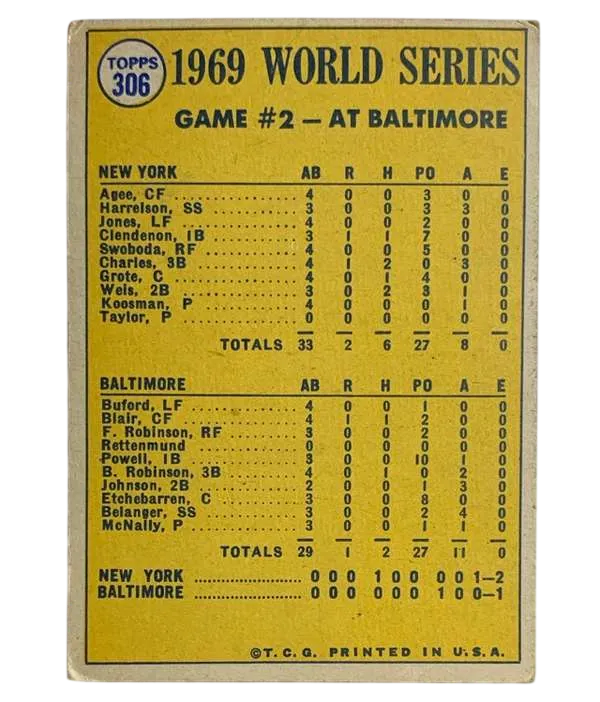 TOPPS
306
1969 WORLD SERIES
GAME #2 – AT BALTIMORE
NEW YORK AB R H PO A E
Agee, CF 4 0 0 3 0 0
Harrelson, SS 3 0 0 3 3 0
Jones, LF 4 0 0 2 0 0
Clendenon, 1B 3 1 1 7 0 0
Swoboda, RF 4 0 0 5 0 0
Charles, 3B 4 1 2 0 3 0
Grote, C 4 0 1 4 0 0
Weis, 2B 3 0 2 3 1 0
Koosman, P 4 0 0 0 1 0
Taylor, P 0 0 0 0 0 0
TOTALS 33 2 6 27 8 0
BALTIMORE AB R H PO A E
Buford, LF 4 0 0 1 0 0
Blair, CF 4 1 1 2 0 0
F. Robinson, RF 3 0 0 2 0 0
Rettenmund 0 0 0 0 0 0
Powell, 1B 3 0 0 10 1 0
B. Robinson, 3B 4 0 1 0 2 0
Johnson, 2B 2 0 0 1 3 0
Etchebarren, C 3 0 0 8 0 0
Belanger, SS 3 0 0 2 4 0
McNally, P 3 0 0 1 1 0
TOTALS 29 1 2 27 11 0
NEW YORK 0 0 0 1 0 0 0 0 1–2
BALTIMORE 0 0 0 0 0 0 1 0 0–1
©T.C.G. PRINTED IN U.S.A.